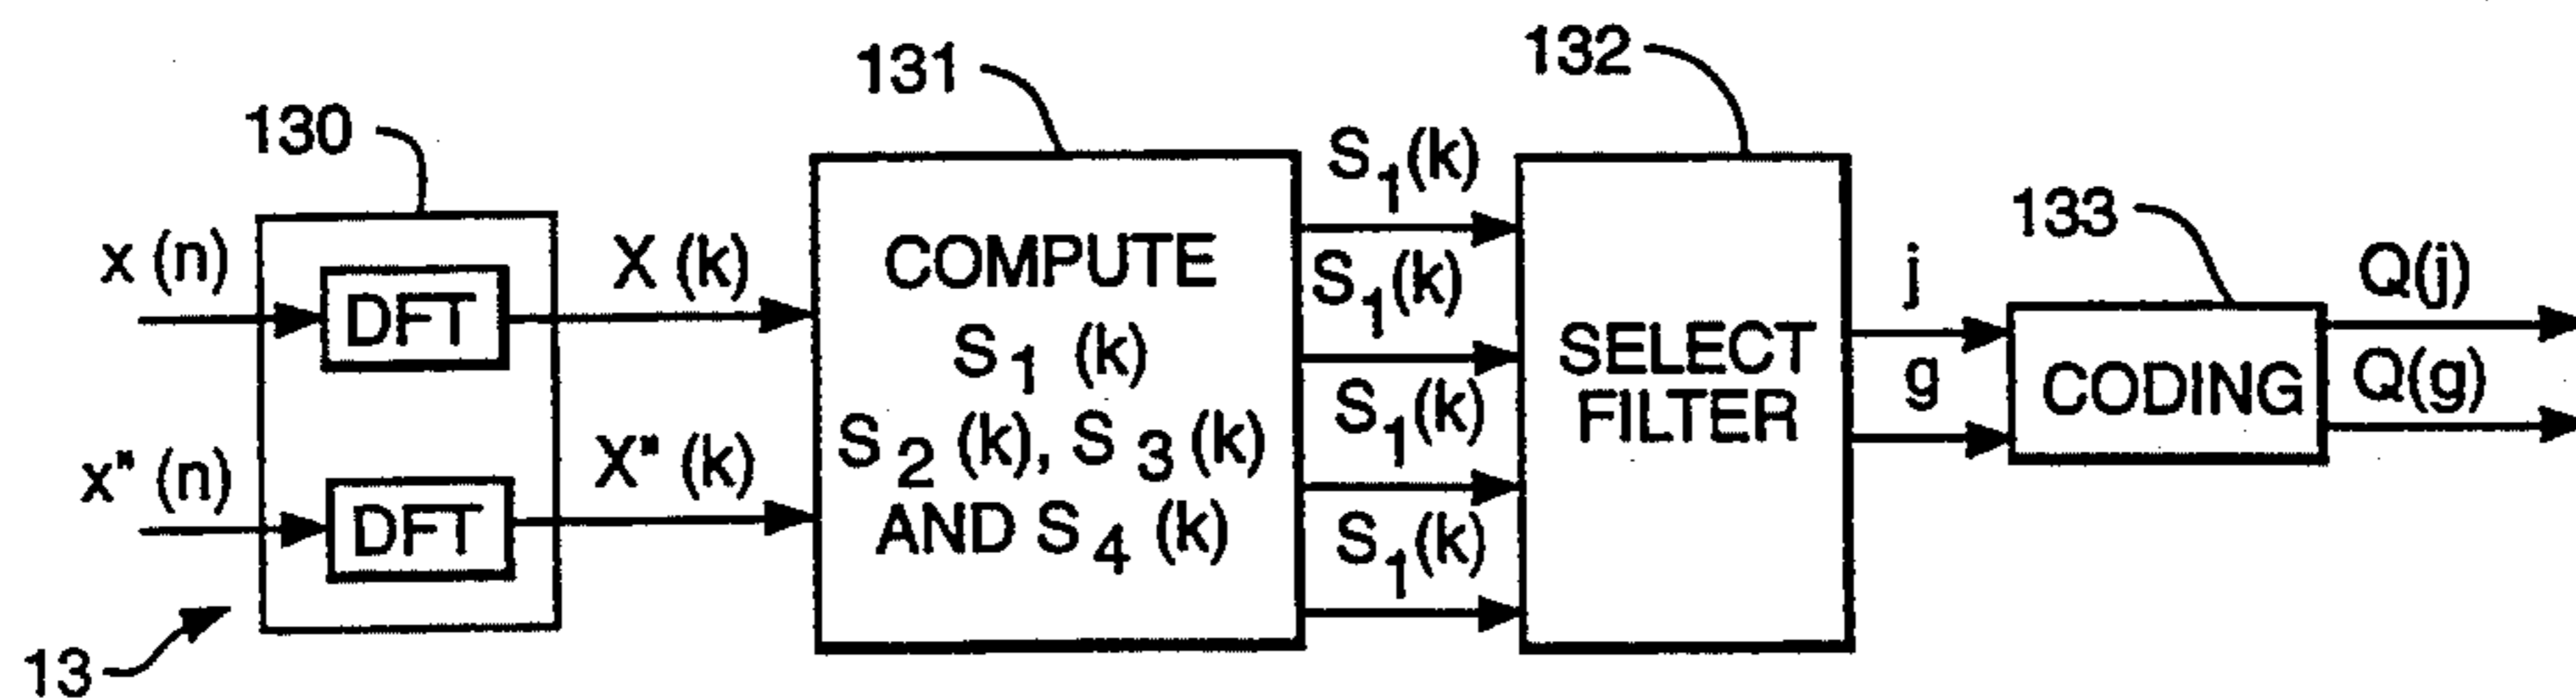 130
131
132
133
x (n)
DFT
X (k)
x" (n)
DFT
X" (k)
13
COMPUTE
S1 (k)
S2 (k), S3 (k)
AND S4 (k)
S1(k)
S1(k)
S1(k)
S1(k)
SELECT
FILTER
j
g
CODING
Q(j)
Q(g)